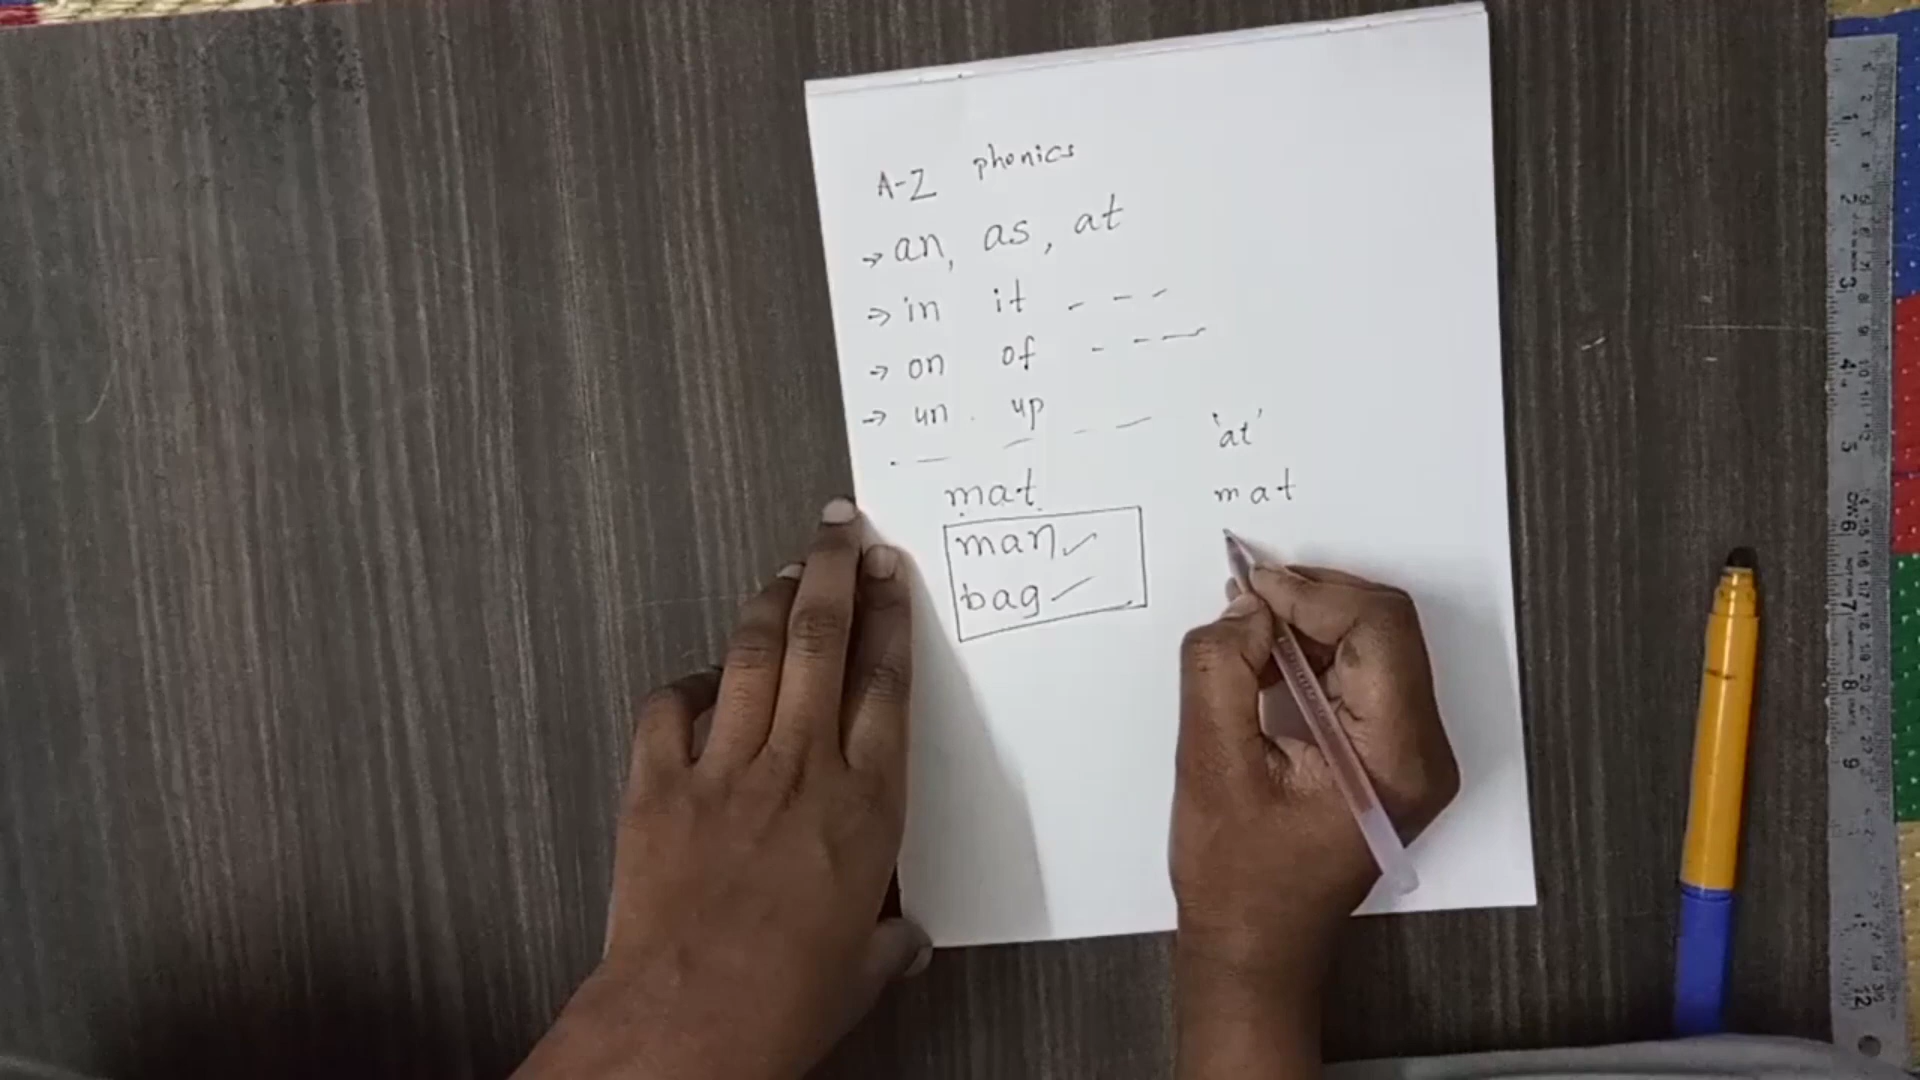 A-Z phonics
→ an, as, at
→ in it - - -
→ on of - - —
→ un . up
— — - —
mat
man ✓
bag ✓
'at'
mat